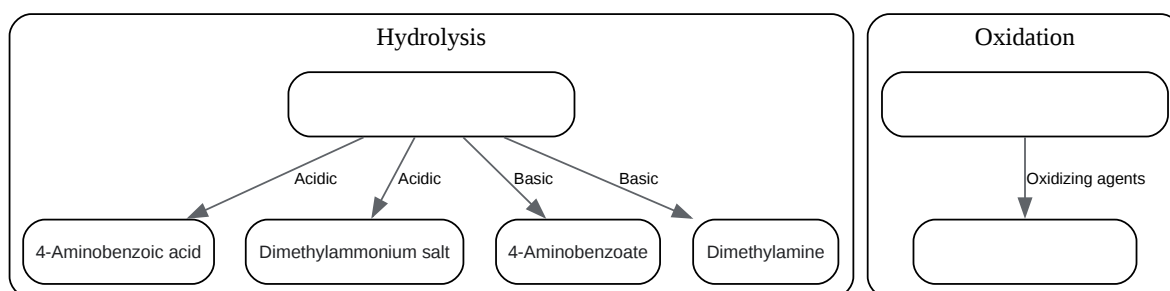 Hydrolysis
Oxidation
Acidic
Acidic
Basic
Basic
Oxidizing agents
4-Aminobenzoic acid
Dimethylammonium salt
4-Aminobenzoate
Dimethylamine